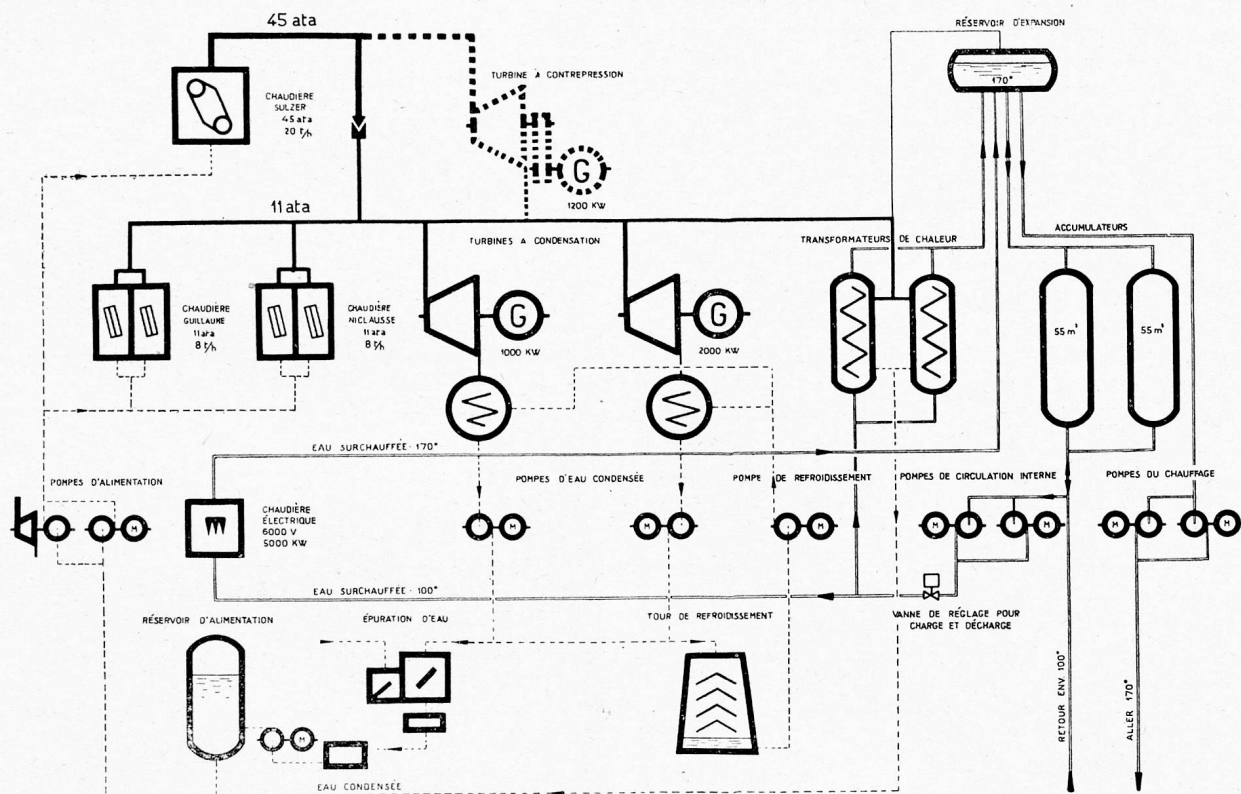 45 ata
RÉSERVOIR D'EXPANSION
170°
TURBINE À CONTREPRESSION
CHAUDIÈRE
SULZER
45 ata
20 t/h
G
1200 KW
11 ata
TURBINES A CONDENSATION
TRANSFORMATEURS DE CHALEUR
ACCUMULATEURS
CHAUDIÈRE
GUILLAUME
11 ata
8 t/h
CHAUDIÈRE
NICLAUSSE
11 ata
8 t/h
G
1000 KW
G
2000 KW
55 m³
55 m³
EAU SURCHAUFFÉE - 170°
POMPES D'ALIMENTATION
POMPES D'EAU CONDENSÉE
POMPE DE REFROIDISSEMENT
POMPES DE CIRCULATION INTERNE
POMPES DU CHAUFFAGE
M
CHAUDIÈRE
ÉLECTRIQUE
6000 V
5000 KW
M
M
M
M
M
M
M
EAU SURCHAUFFÉE - 100°
RÉSERVOIR D'ALIMENTATION
ÉPURATION D'EAU
TOUR DE REFROIDISSEMENT
VANNE DE RÉGLAGE POUR
CHARGE ET DÉCHARGE
RETOUR ENV. 100°
ALLER 170°
M
EAU CONDENSÉE